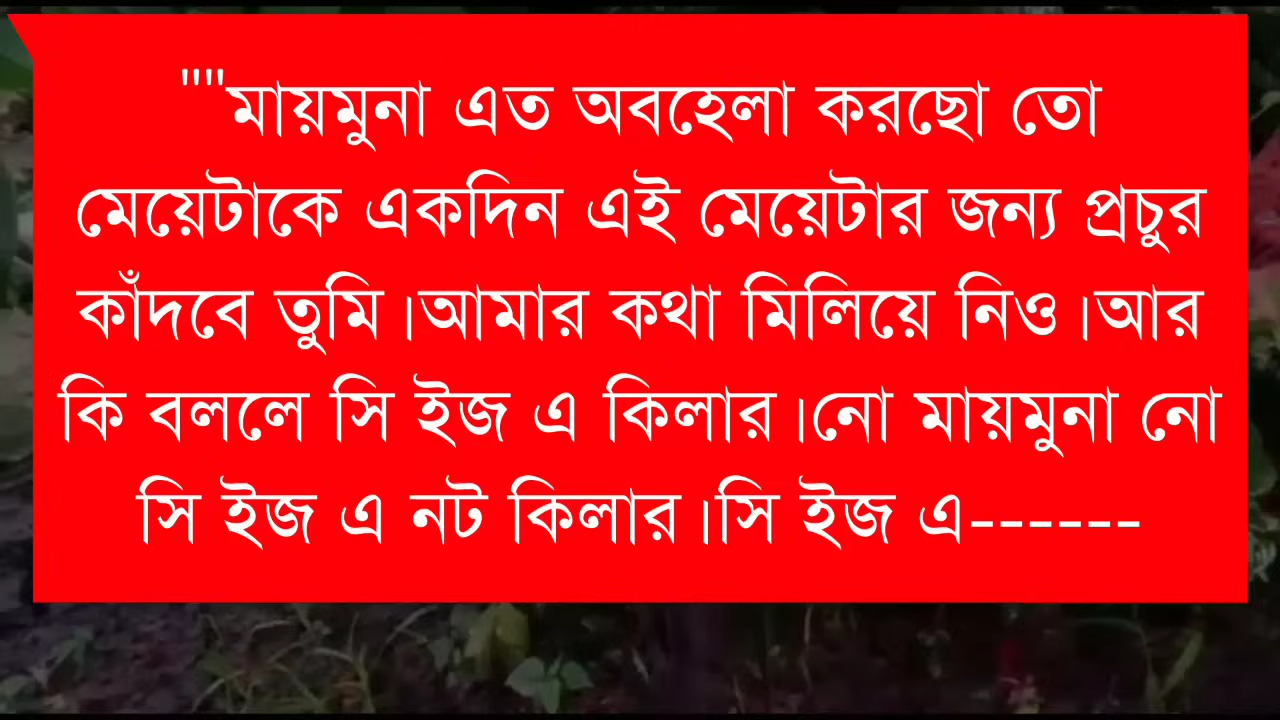 ""মায়মুনা এত অবহেলা করছো তো
মেয়েটাকে একদিন এই মেয়েটার জন্য প্রচুর
কাঁদবে তুমি।আমার কথা মিলিয়ে নিও।আর
কি বললে সি ইজ এ কিলার।নো মায়মুনা নো
সি ইজ এ নট কিলার।সি ইজ এ------